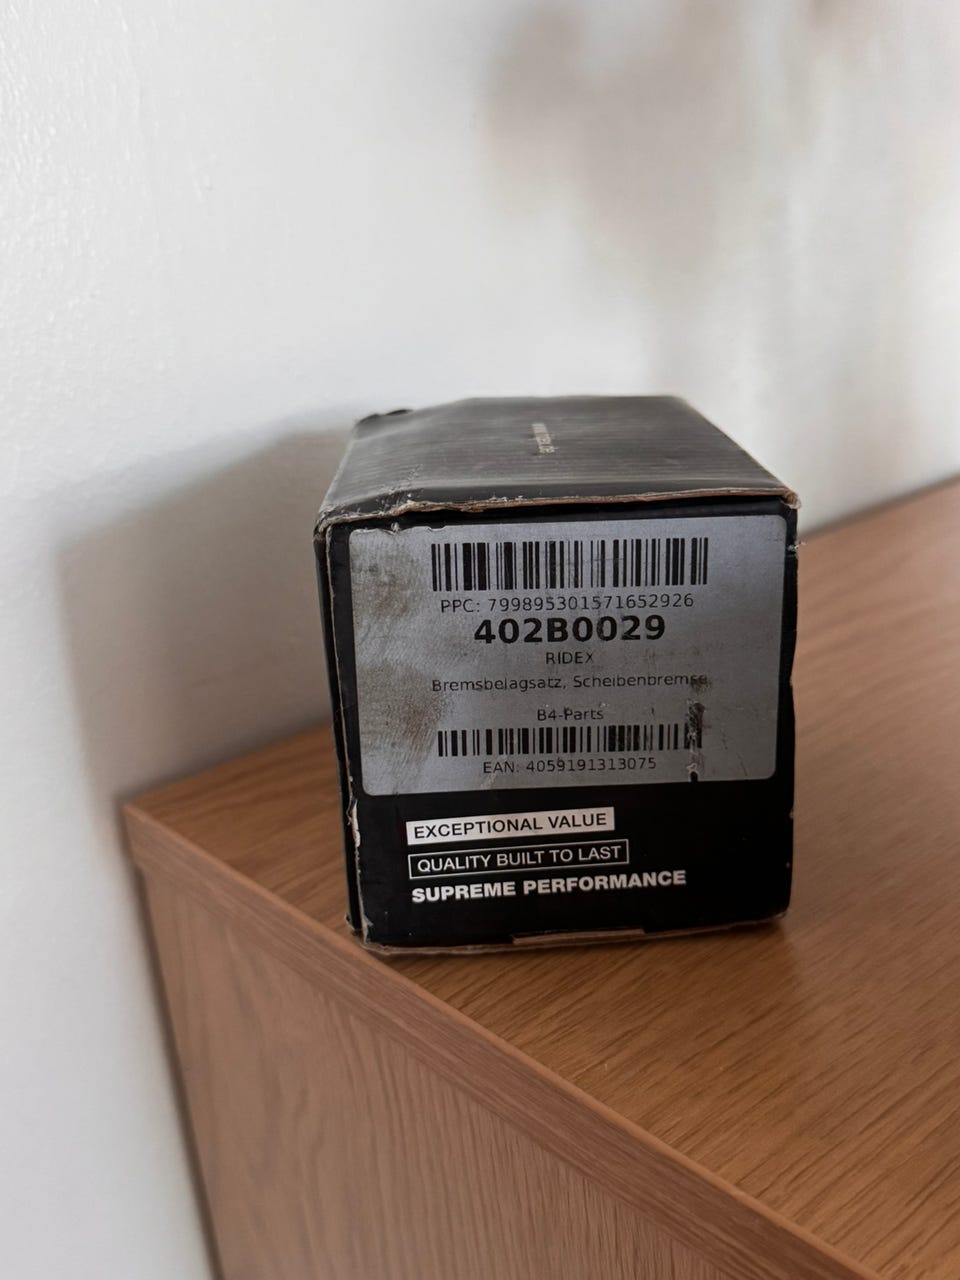 PPC: 799895301571652926
402B0029
RIDEX
Bremsbelagsatz, Scheibenbremse
B4-Parts
EAN: 4059191313075
EXCEPTIONAL VALUE
QUALITY BUILT TO LAST
SUPREME PERFORMANCE